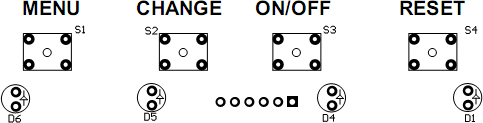 MENU CHANGE ON/OFF RESET
S1 S2 S3 S4
D6 D5 D4 D1